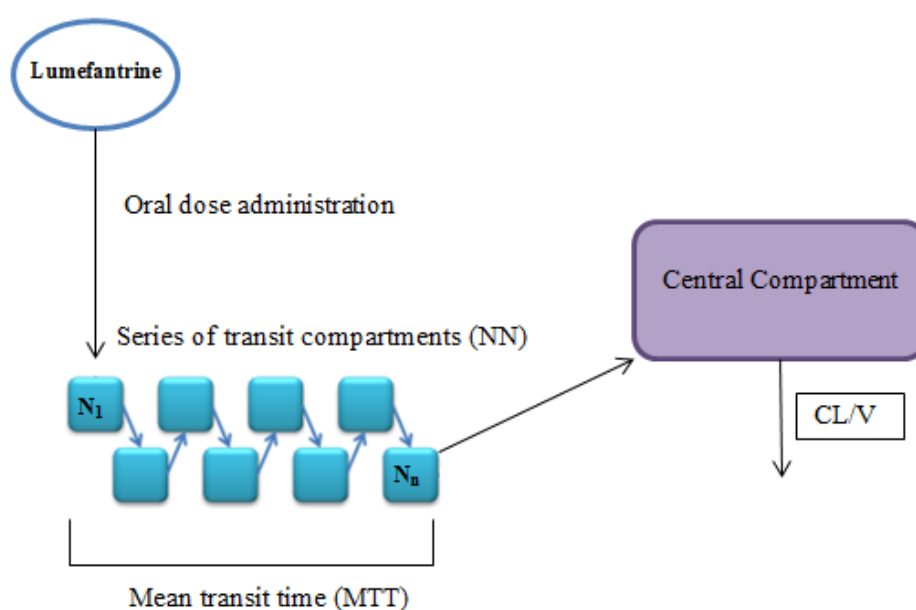 Lumefantrine
Oral dose administration
Central Compartment
Series of transit compartments (NN)
N1
CL/V
Nn
Mean transit time (MTT)